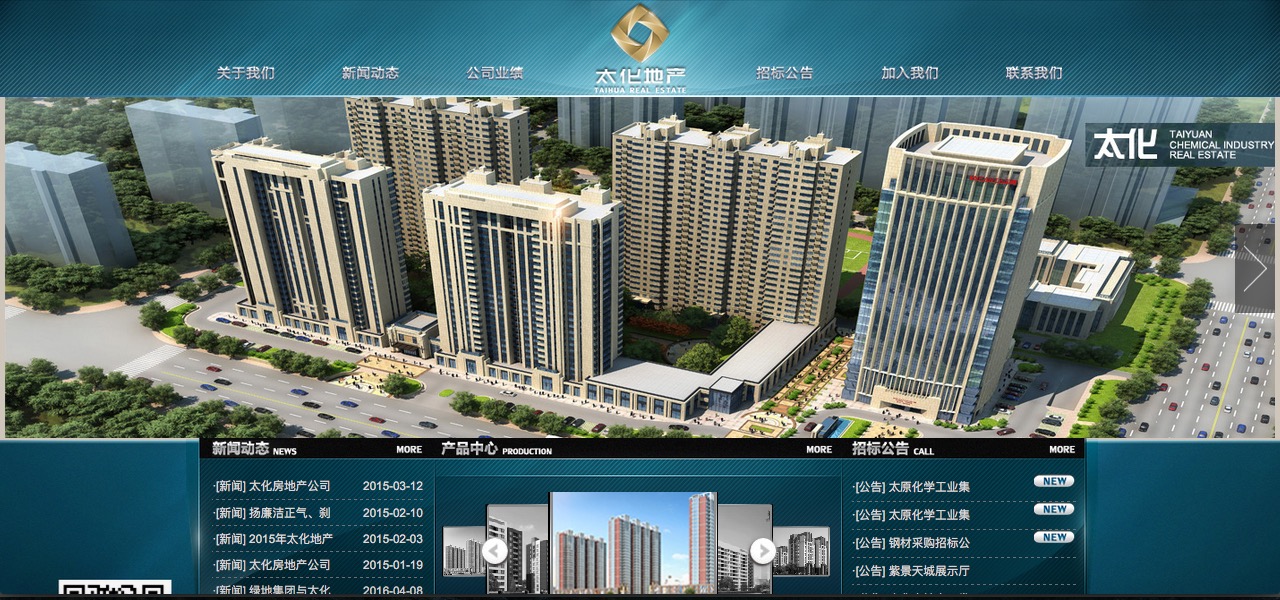 关于我们
新闻动态
公司业绩
太化地产
TAIHUA REAL ESTATE
招标公告
加入我们
联系我们
太化
TAIYUAN
CHEMICAL INDUSTRY
REAL ESTATE
新闻动态 NEWS MORE
·[新闻] 太化房地产公司 2015-03-12
·[新闻] 扬廉洁正气、刹 2015-02-10
·[新闻] 2015年太化地产 2015-02-03
·[新闻] 太化房地产公司 2015-01-19
·[新闻] 绿地集团与太化 2016-04-08
产品中心 PRODUCTION MORE
招标公告 CALL MORE
·[公告] 太原化学工业集 NEW
·[公告] 太原化学工业集 NEW
·[公告] 钢材采购招标公 NEW
·[公告] 紫景天城展示厅